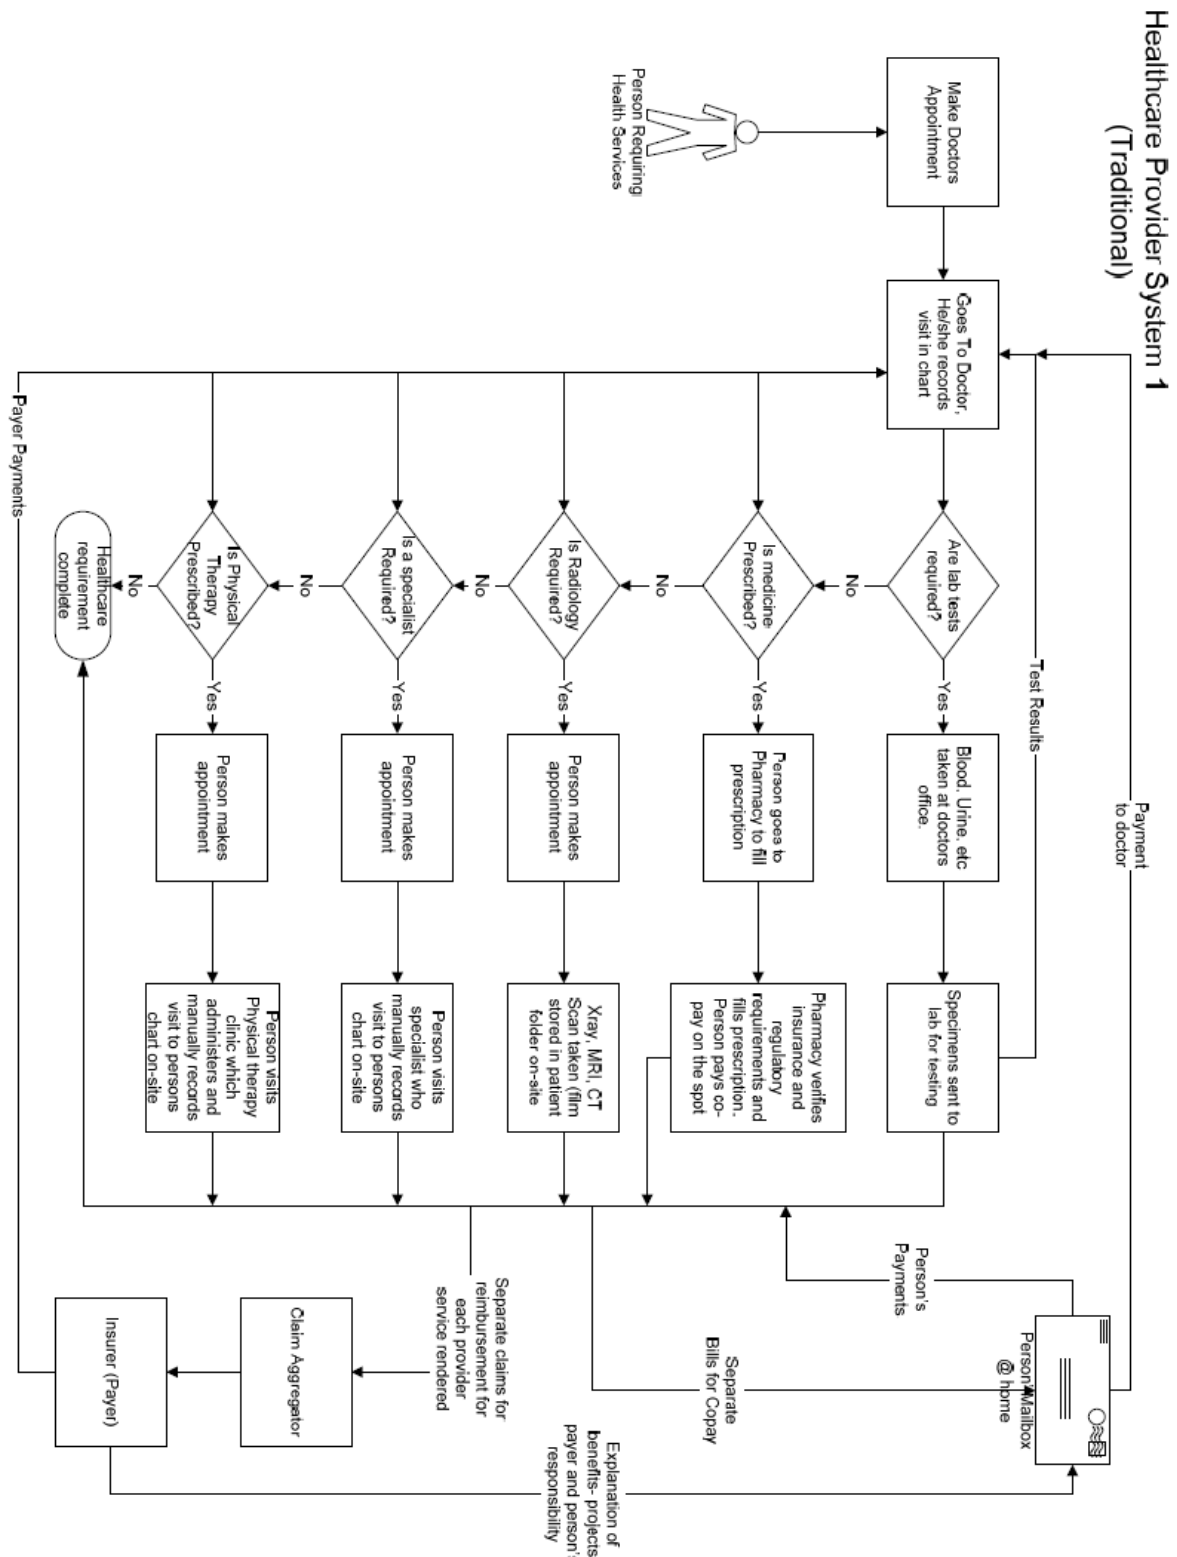 Healthcare Provider System 1
(Traditional)
Make Doctors
Appointment
Person Requiring
Health Services
Goes To Doctor,
He/she records
visit in chart
Payment
to doctor
Test Results
Payer Payments
Are lab tests
required?
No
Yes
Blood, Urine, etc
taken at doctors
office.
Specimens sent to
lab for testing
Is medicine
Prescribed?
No
Yes
Person goes to
Pharmacy to fill
prescription
Pharmacy verifies
insurance and
regulatory
requirements and
fills prescription.
Person pays co-
pay on the spot
Is Radiology
Required?
No
Yes
Person makes
appointment
Xray, MRI, CT
Scan taken (film
stored in patient
folder on-site
Is a specialist
Required?
No
Yes
Person makes
appointment
Person visits
specialist who
manually records
visit to persons
chart on-site
Is Physical
Therapy
Prescribed?
No
Yes
Person makes
appointment
Person visits
Physical therapy
clinic which
administers and
manually records
visit to persons
chart on-site
Healthcare
requirement
complete
Person's
Payments
Person'Mailbox
@ home
Separate
Bills for Copay
Separate claims for
reimbursement for
each provider
service rendered
Claim Aggregator
Insurer (Payer)
Explanation of
benefits- projects
payer and person's
responsibility